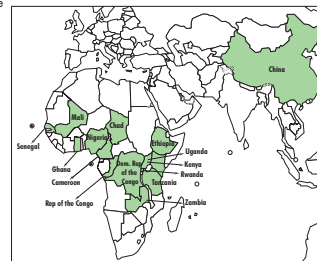 e
China
Mali
Chad
Nigeria
Ethiopia
Senegal
Uganda
Ghana
Dem. Rep
of the
Congo
Kenya
Cameroon
Rwanda
Tanzania
Rep of the Congo
Zambia